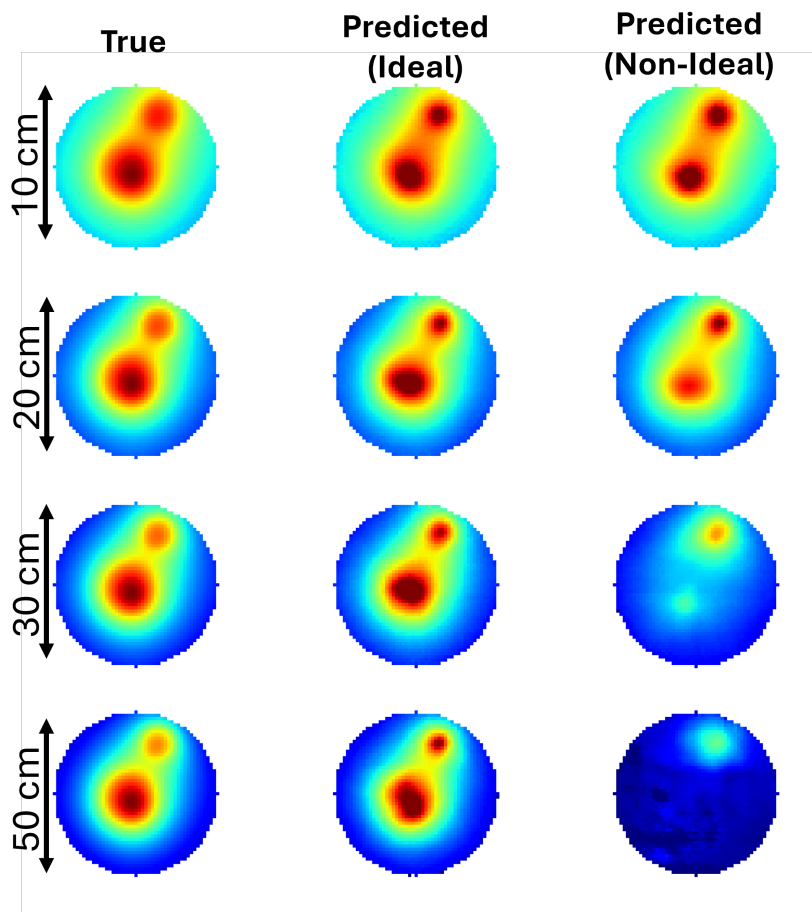 True
Predicted
(Ideal)
Predicted
(Non-Ideal)
10 cm
20 cm
30 cm
50 cm